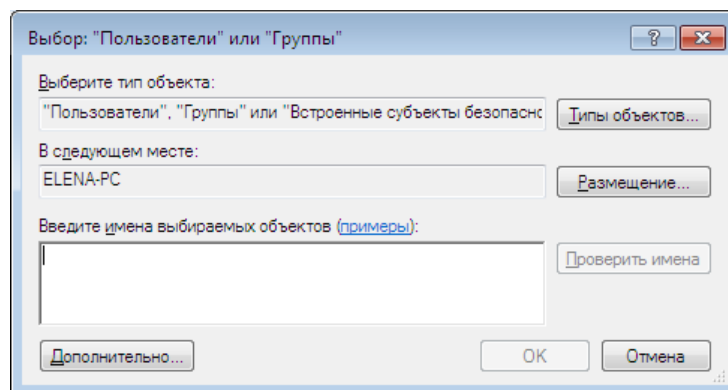 Выбор: "Пользователи" или "Группы"
Выберите тип объекта:
"Пользователи", "Группы" или "Встроенные субъекты безопасно
Типы объектов...
В следующем месте:
ELENA-PC
Размещение...
Введите имена выбираемых объектов (примеры):
Проверить имена
Дополнительно...
ОК
Отмена